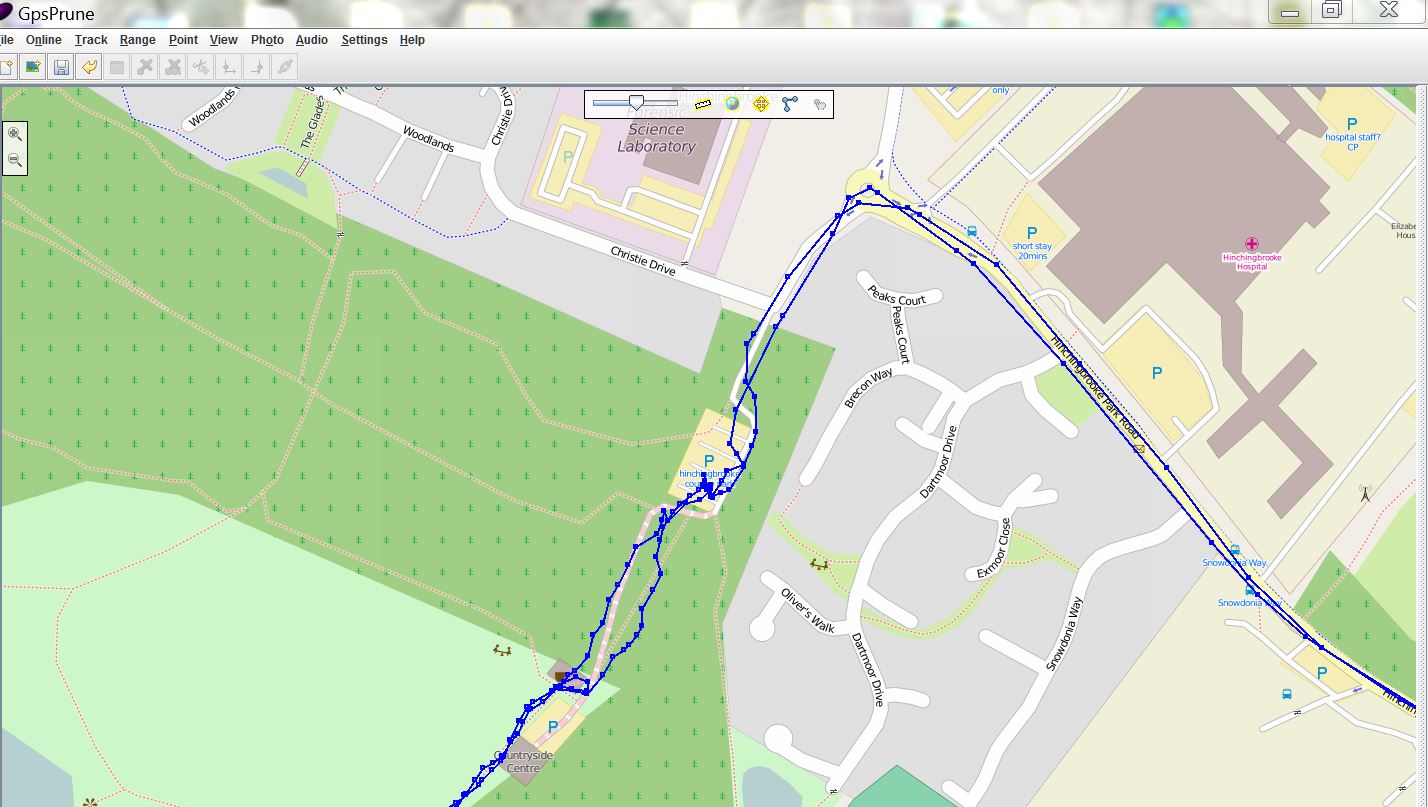 GpsPrune
ile Online Track Range Point View Photo Audio Settings Help
Woodlands
The Glades
Woodlands
Christie Driv
Forensic
Science
Laboratory
P
only
P
hospital staff?
CP
Elizabe
Hous
P
short stay
20mins
Hinchingbrooke
Hospital
Christie Drive
Peaks Court
Peaks Court
Brecon Way
Hinchingbrooke Park Road
P
Dartmoor Drive
P
hinchingbrooke
country park
Exmoor Close
Snowdonia Way
Snowdonia Way
Oliver's Walk
Dartmoor Drive
Snowdonia Way
P
Hinchin
P
Countryside
Centre